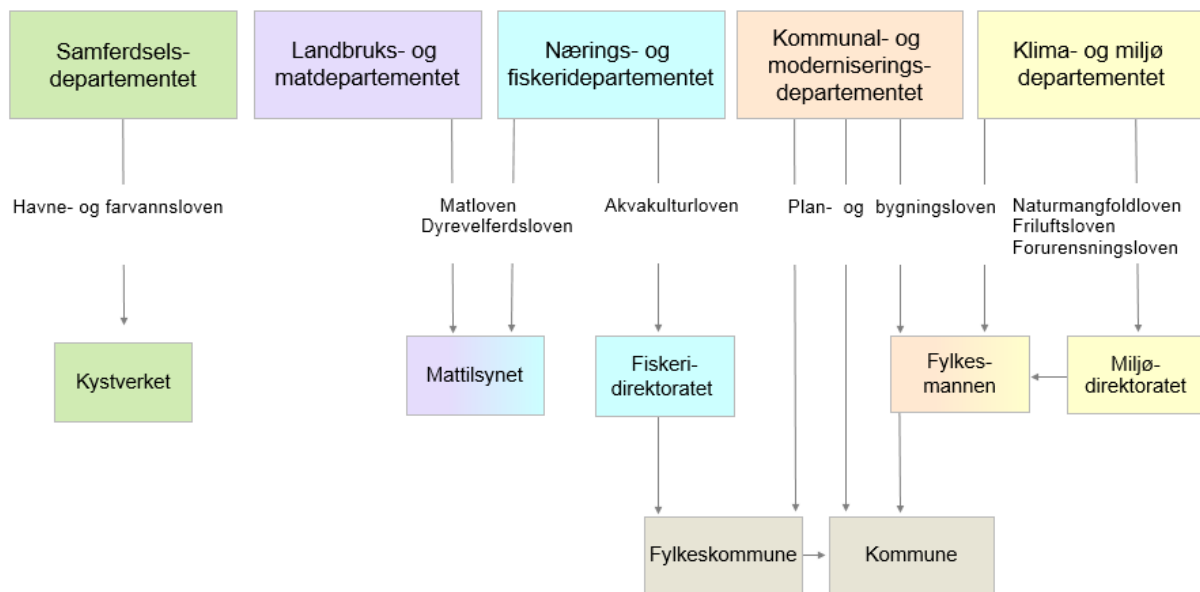 Samferdsels-
departementet
Landbruks- og
matdepartementet
Nærings- og
fiskeridepartementet
Kommunal- og
moderniserings-
departementet
Klima- og miljø
departementet
Havne- og farvannsloven
Matloven
Dyrevelferdsloven
Akvakulturloven
Plan- og bygningsloven
Naturmangfoldloven
Friluftsloven
Forurensningsloven
Kystverket
Mattilsynet
Fiskeri-
direktoratet
Fylkes-
mannen
Miljø-
direktoratet
Fylkeskommune
Kommune